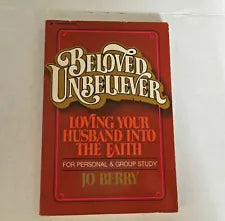 BELOVED
UNBELIEVER
LOVING YOUR
HUSBAND INTO
THE FAITH
FOR PERSONAL & GROUP STUDY
JO BERRY